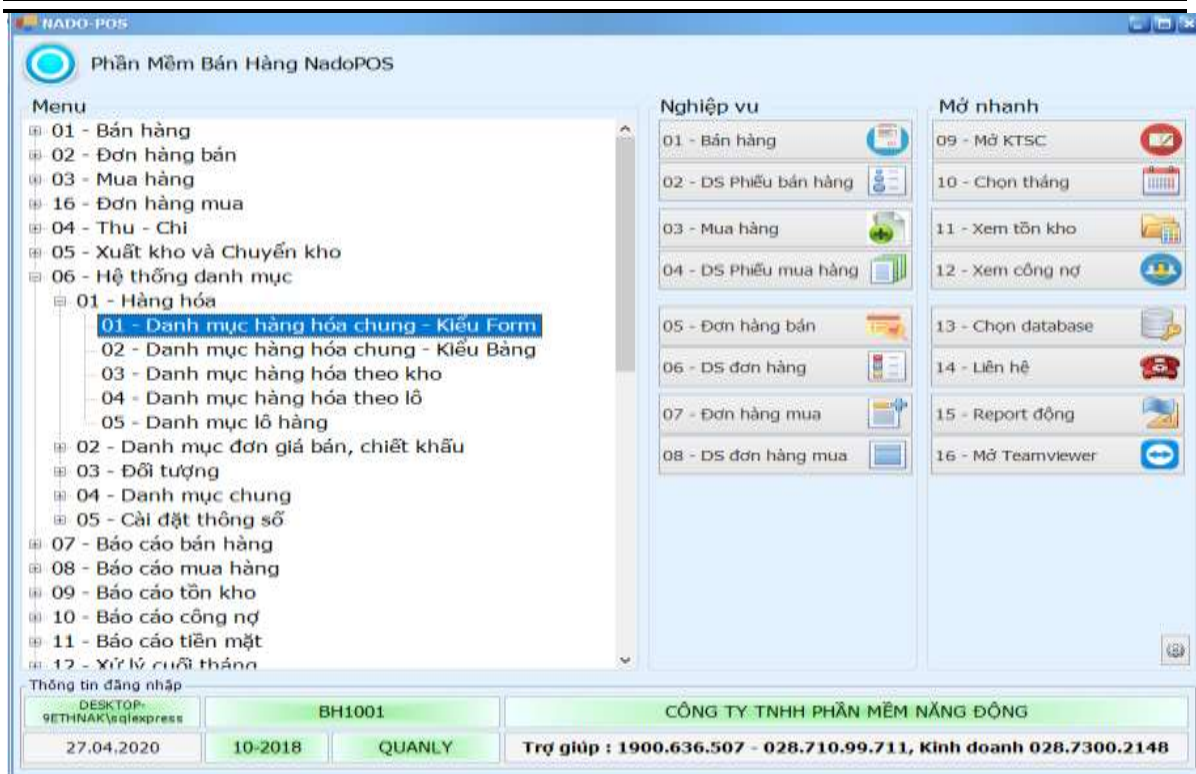 NADO-POS
Phần Mềm Bán Hàng NadoPOS
Menu
01 - Bán hàng
02 - Đơn hàng bán
03 - Mua hàng
16 - Đơn hàng mua
04 - Thu - Chi
05 - Xuất kho và Chuyển kho
06 - Hệ thống danh mục
01 - Hàng hóa
01 - Danh mục hàng hóa chung - Kiểu Form
02 - Danh mục hàng hóa chung - Kiểu Bảng
03 - Danh mục hàng hóa theo kho
04 - Danh mục hàng hóa theo lô
05 - Danh mục lô hàng
02 - Danh mục đơn giá bán, chiết khấu
03 - Đối tượng
04 - Danh mục chung
05 - Cài đặt thông số
07 - Báo cáo bán hàng
08 - Báo cáo mua hàng
09 - Báo cáo tồn kho
10 - Báo cáo công nợ
11 - Báo cáo tiền mặt
12 - Xử lý cuối tháng
Nghiệp vu
01 - Bán hàng
02 - DS Phiếu bán hàng
03 - Mua hàng
04 - DS Phiếu mua hàng
05 - Đơn hàng bán
06 - DS đơn hàng
07 - Đơn hàng mua
08 - DS đơn hàng mua
Mở nhanh
09 - Mở KTSC
10 - Chọn tháng
11 - Xem tồn kho
12 - Xem công nợ
13 - Chọn database
14 - Liên hệ
15 - Report động
16 - Mở Teamviewer
Thông tin đăng nhập
DESKTOP-
9ETHNAK\sqlexpress
BH1001
CÔNG TY TNHH PHẦN MỀM NĂNG ĐỘNG
27.04.2020
10-2018
QUANLY
Trợ giúp : 1900.636.507 - 028.710.99.711, Kinh doanh 028.7300.2148